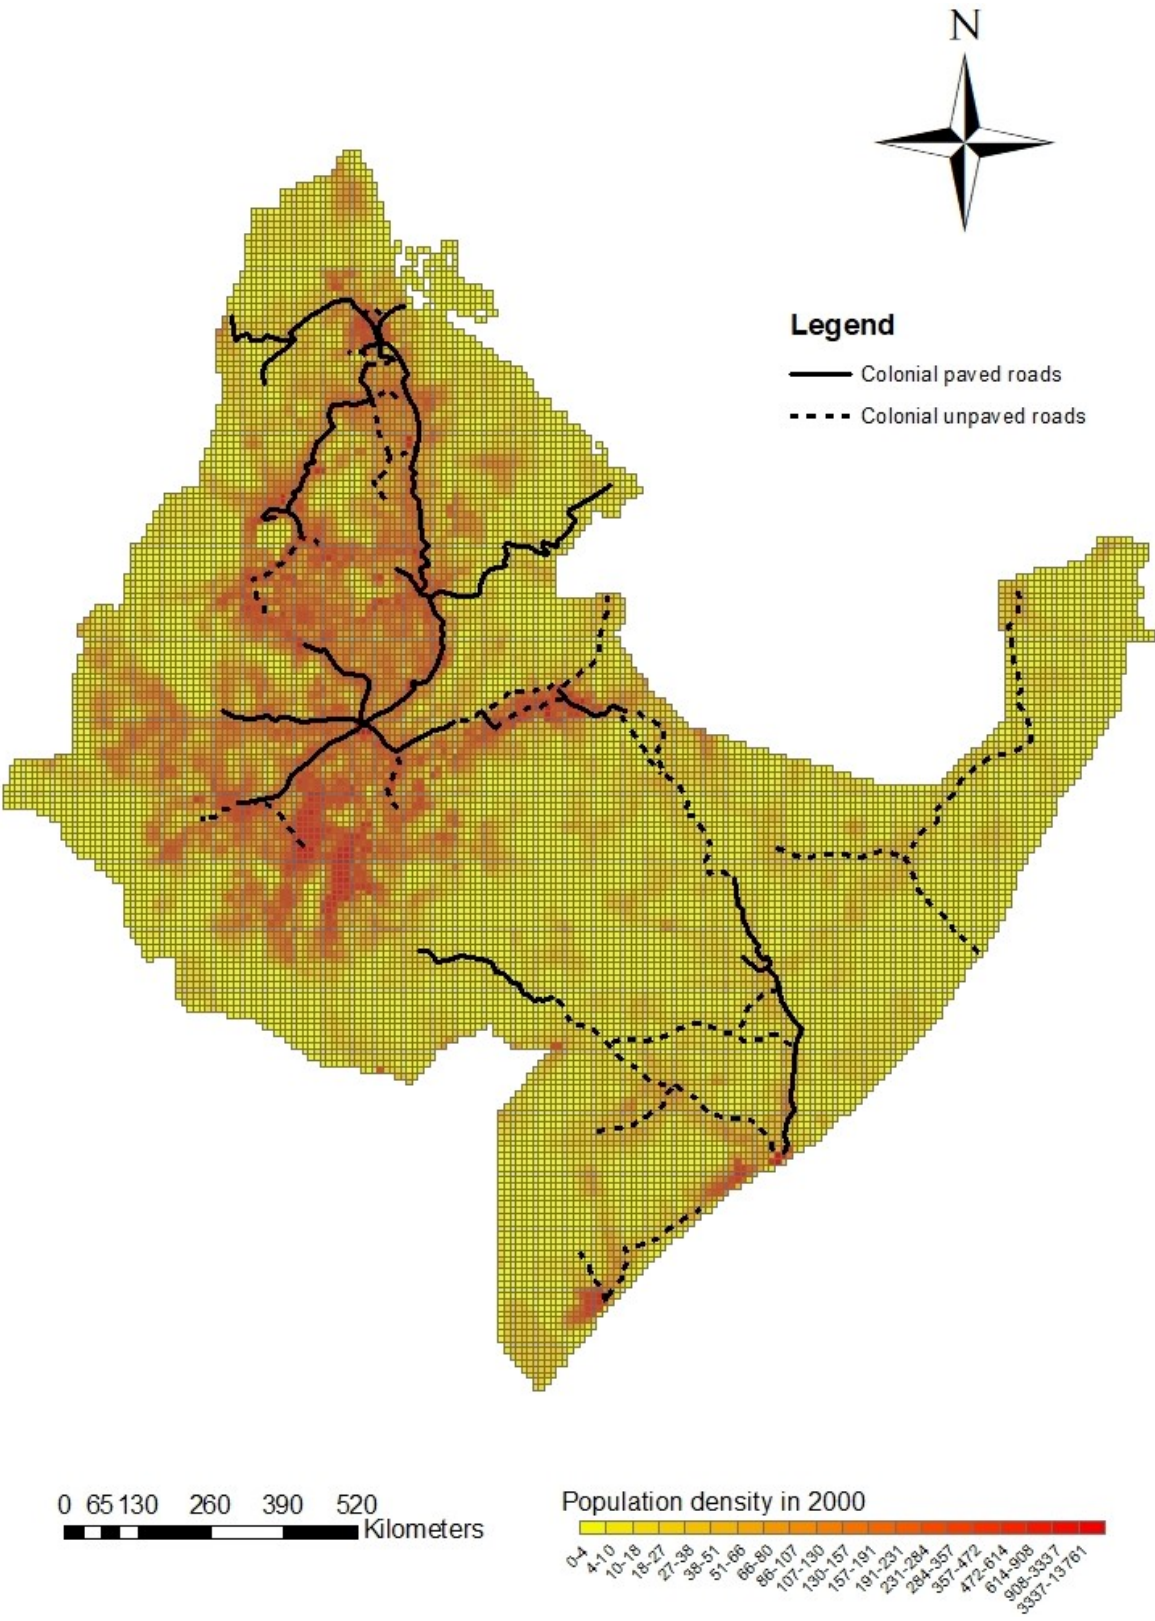 N
Legend
Colonial paved roads
Colonial unpaved roads
0 65 130 260 390 520
Kilometers
Population density in 2000
0-4
4-10
10-18
18-27
27-38
38-51
51-66
66-80
86-107
107-130
130-157
157-191
191-231
231-284
284-357
357-472
472-614
614-908
908-3337
3337-13761